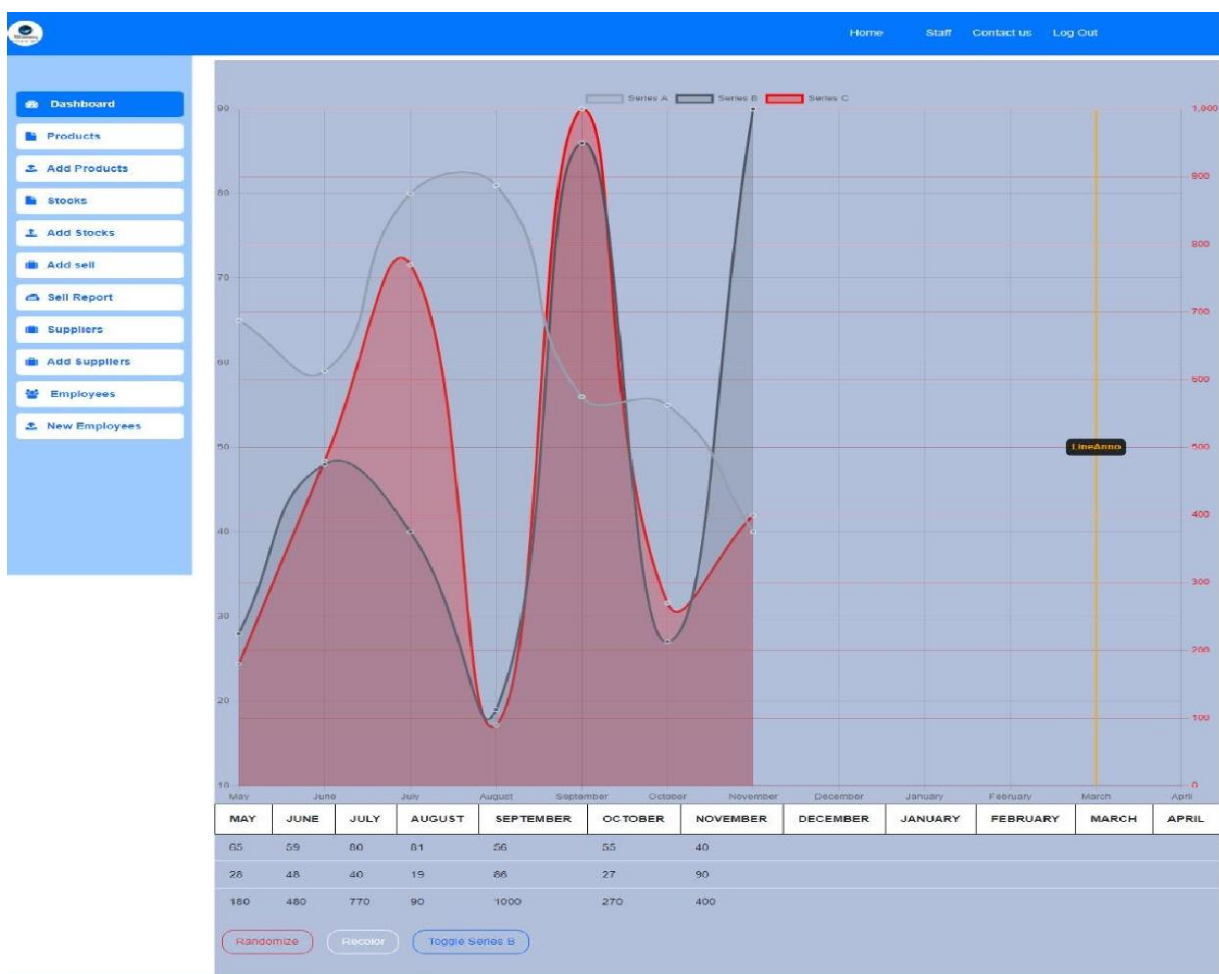 Home Staff Contact us Log Out
Dashboard
Products
Add Products
Stocks
Add Stocks
Add sell
Sell Report
Suppliers
Add Suppliers
Employees
New Employees
Series A Series B Series C
90 1,000
900
80
800
70
700
60
600
50 500
LineAnno
400
40
300
30
200
20
100
10 0
May June July August September October November December January February March April
MAY JUNE JULY AUGUST SEPTEMBER OCTOBER NOVEMBER DECEMBER JANUARY FEBRUARY MARCH APRIL
65 59 80 81 56 55 40
28 48 40 19 86 27 90
180 480 770 90 1000 270 400
Randomize Recolor Toggle Series B